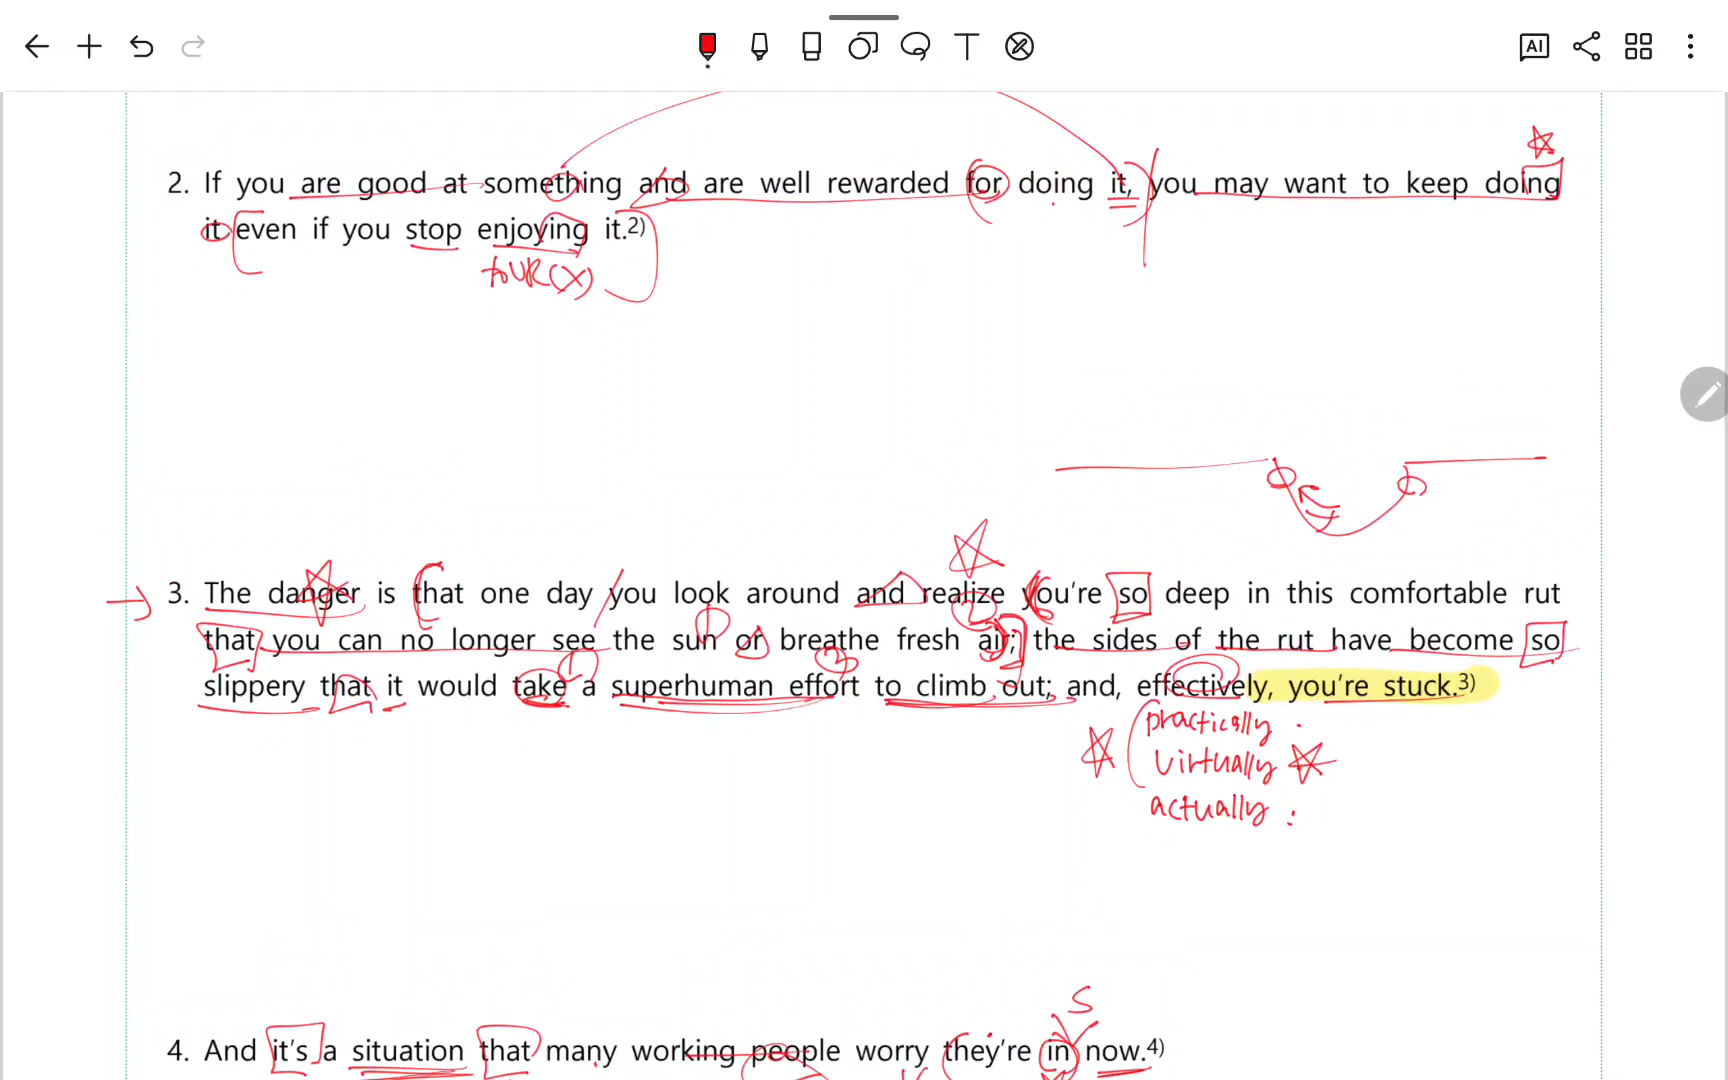 AI
2. If you are good at something and are well rewarded for doing it, you may want to keep doing
it even if you stop enjoying it.2)
toVR(X)
3. The danger is that one day you look around and realize you're so deep in this comfortable rut
that you can no longer see the sun or breathe fresh air; the sides of the rut have become so
slippery that it would take a superhuman effort to climb out; and, effectively, you're stuck.3)
practically
virtually
actually
S
4. And it's a situation that many working people worry they're in now.4)